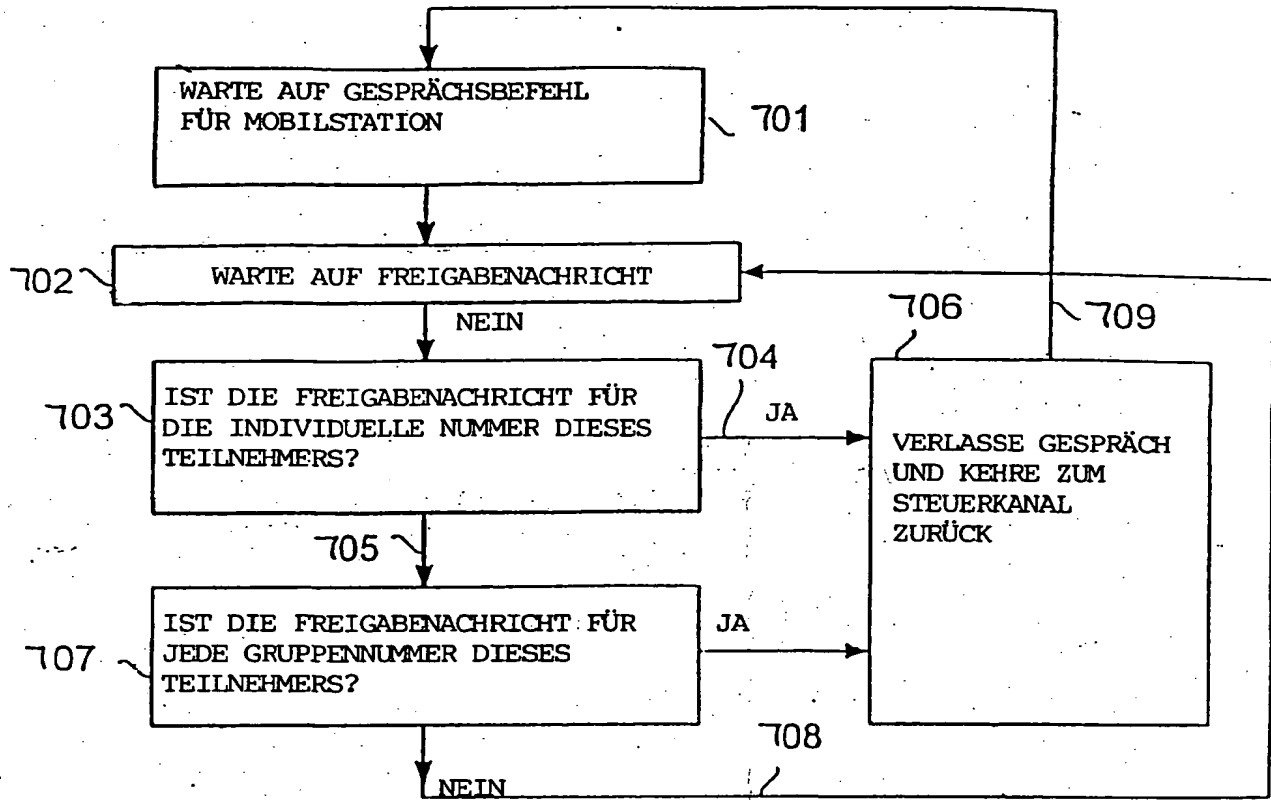 WARTE AUF GESPRÄCHSBEFEHL
FÜR MOBILSTATION
701
702
WARTE AUF FREIGABENACHRICHT
NEIN
706
709
703
IST DIE FREIGABENACHRICHT FÜR
DIE INDIVIDUELLE NUMMER DIESES
TEILNEHMERS?
704
JA
VERLASSE GESPRÄCH
UND KEHRE ZUM
STEUERKANAL
ZURÜCK
705
707
IST DIE FREIGABENACHRICHT FÜR
JEDE GRUPPENNUMMER DIESES
TEILNEHMERS?
JA
708
NEIN